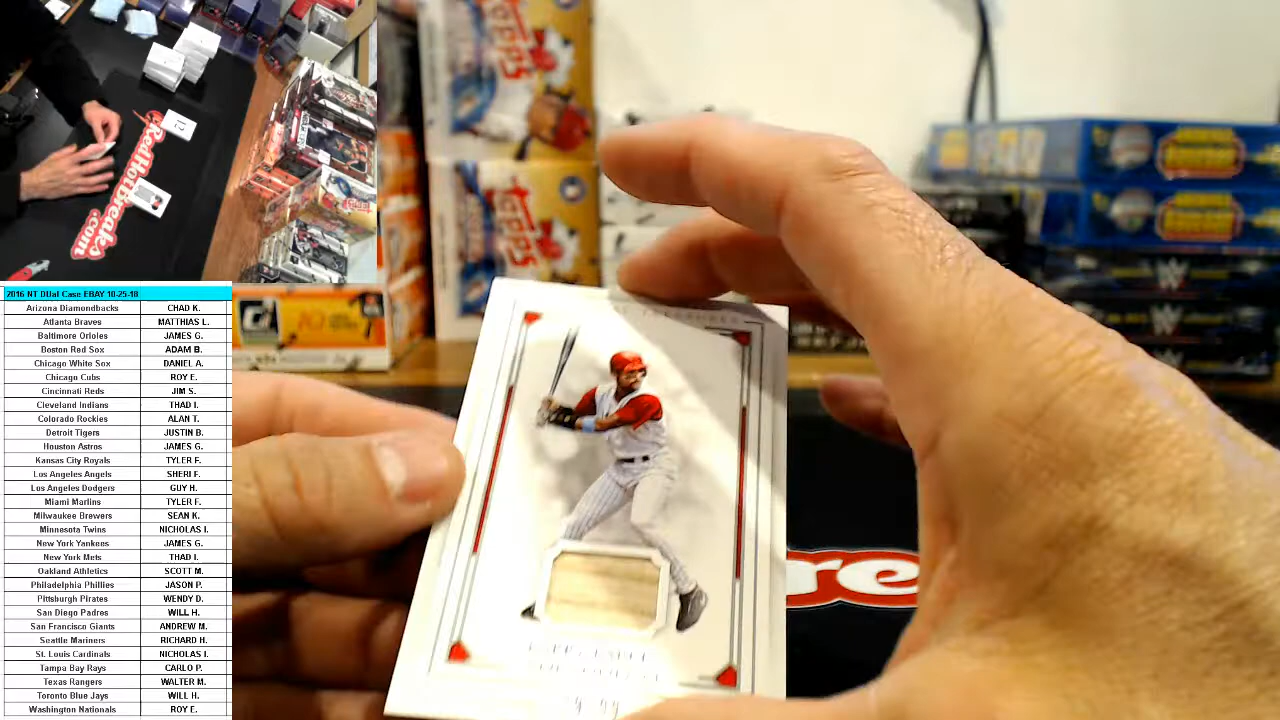 RedHotBreaks
.com
12
Topps
Topps
W
W
re
2016 NT DUal Case EBAY 10-25-18
Arizona Diamondbacks CHAD K.
Atlanta Braves MATTHIAS L.
Baltimore Orioles JAMES G.
Boston Red Sox ADAM B.
Chicago White Sox DANIEL A.
Chicago Cubs ROY E.
Cincinnati Reds JIM S.
Cleveland Indians THAD I.
Colorado Rockies ALAN T.
Detroit TIgers JUSTIN B.
Houston Astros JAMES G.
Kansas City Royals TYLER F.
Los Angeles Angels SHERI F.
Los Angeles Dodgers GUY H.
Miami Marlins TYLER F.
Milwaukee Brewers SEAN K.
Minnesota Twins NICHOLAS I.
New York Yankees JAMES G.
New York Mets THAD I.
Oakland Athletics SCOTT M.
Philadelphia Phillies JASON P.
Pittsburgh Pirates WENDY D.
San Diego Padres WILL H.
San Francisco Giants ANDREW M.
Seattle Mariners RICHARD H.
St. Louis Cardinals NICHOLAS I.
Tampa Bay Rays CARLO P.
Texas Rangers WALTER M.
Toronto Blue Jays WILL H.
Washington Nationals ROY E.